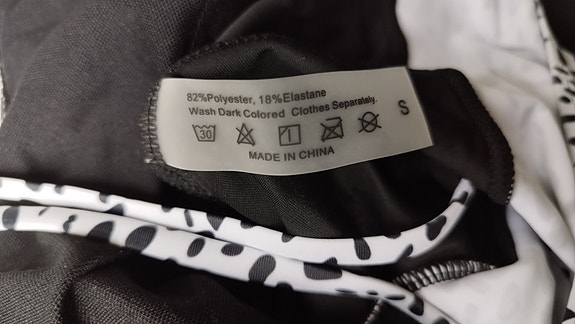 82%Polyester, 18%Elastane
Wash Dark Colored Clothes Separately.
S
30
MADE IN CHINA